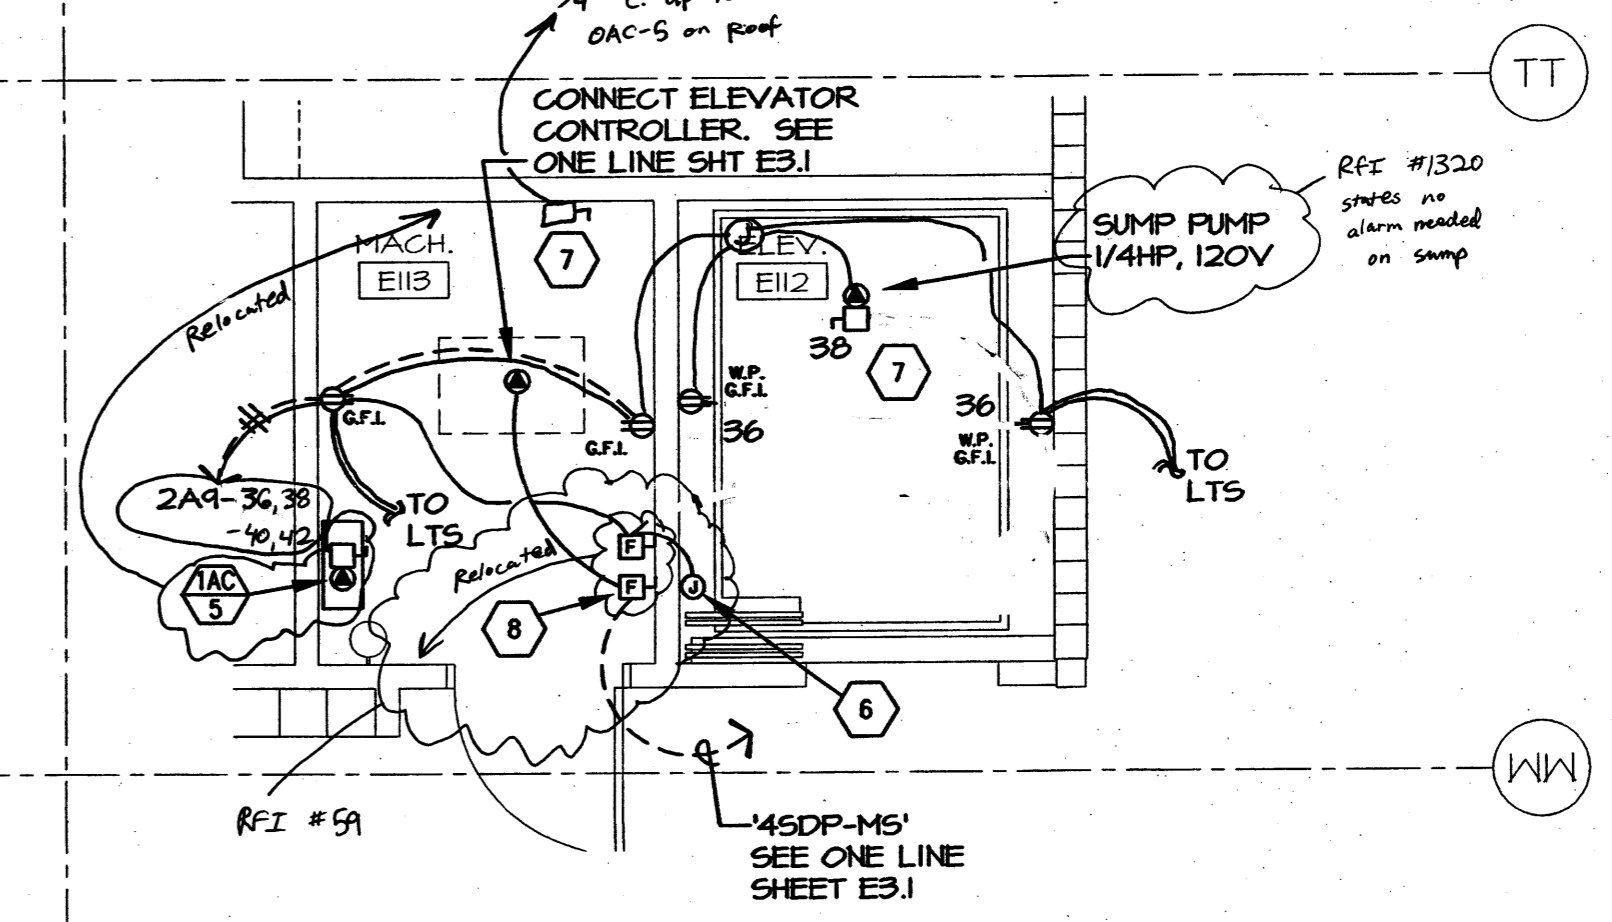 OAC-5 on Roof
TT
CONNECT ELEVATOR
CONTROLLER. SEE
ONE LINE SHT E3.1
RFI #1320
states no
alarm needed
on sump
SUMP PUMP
1/4HP, 120V
MACH.
E113
7
J
ELEV.
E112
Relocated
38
7
W.P.
G.F.I.
36
36
W.P.
G.F.I.
G.F.I.
G.F.I.
TO
LTS
2A9-36,38
-40,42
TO
LTS
Relocated
F
F
J
1AC
5
8
6
WW
RFI #59
'4SDP-MS'
SEE ONE LINE
SHEET E3.1